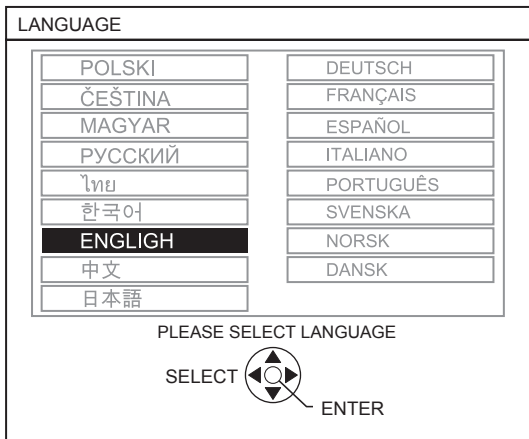 LANGUAGE
POLSKI
ČEŠTINA
MAGYAR
РУССКИЙ
ไทย
한국어
ENGLIGH
中文
日本語
DEUTSCH
FRANÇAIS
ESPAÑOL
ITALIANO
PORTUGUÊS
SVENSKA
NORSK
DANSK
PLEASE SELECT LANGUAGE
SELECT
ENTER